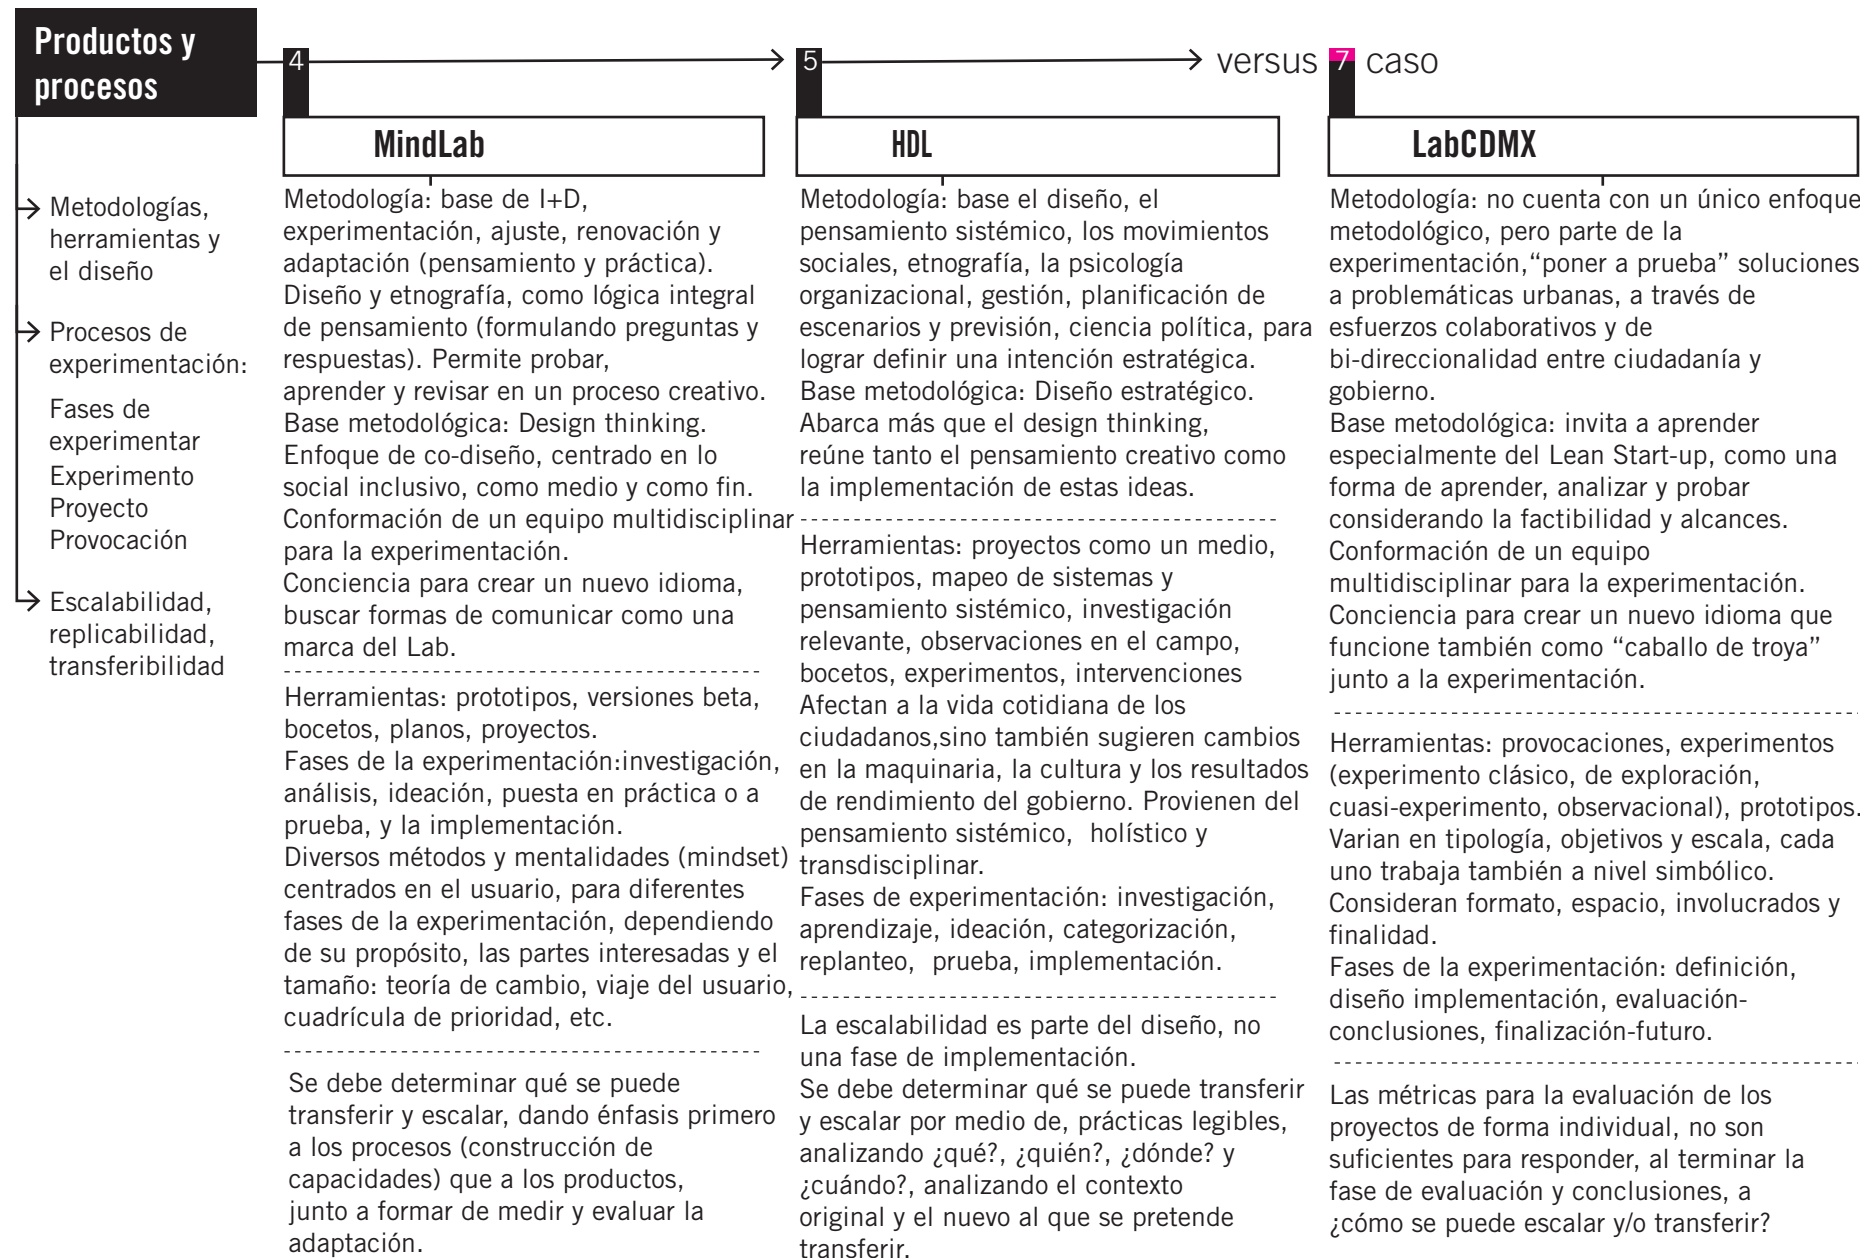 Productos y
procesos
4
5
versus 7 caso
MindLab
HDL
LabCDMX
Metodologías,
herramientas y
el diseño
Procesos de
experimentación:
Fases de
experimentar
Experimento
Proyecto
Provocación
Escalabilidad,
replicabilidad,
transferibilidad
Metodología: base de I+D,
experimentación, ajuste, renovación y
adaptación (pensamiento y práctica).
Diseño y etnografía, como lógica integral
de pensamiento (formulando preguntas y
respuestas). Permite probar,
aprender y revisar en un proceso creativo.
Base metodológica: Design thinking.
Enfoque de co-diseño, centrado en lo
social inclusivo, como medio y como fin.
Conformación de un equipo multidisciplinar
para la experimentación.
Conciencia para crear un nuevo idioma,
buscar formas de comunicar como una
marca del Lab.
Herramientas: prototipos, versiones beta,
bocetos, planos, proyectos.
Fases de la experimentación:investigación,
análisis, ideación, puesta en práctica o a
prueba, y la implementación.
Diversos métodos y mentalidades (mindset)
centrados en el usuario, para diferentes
fases de la experimentación, dependiendo
de su propósito, las partes interesadas y el
tamaño: teoría de cambio, viaje del usuario,
cuadrícula de prioridad, etc.
Se debe determinar qué se puede
transferir y escalar, dando énfasis primero
a los procesos (construcción de
capacidades) que a los productos,
junto a formar de medir y evaluar la
adaptación.
Metodología: base el diseño, el
pensamiento sistémico, los movimientos
sociales, etnografía, la psicología
organizacional, gestión, planificación de
escenarios y previsión, ciencia política, para
lograr definir una intención estratégica.
Base metodológica: Diseño estratégico.
Abarca más que el design thinking,
reúne tanto el pensamiento creativo como
la implementación de estas ideas.
Herramientas: proyectos como un medio,
prototipos, mapeo de sistemas y
pensamiento sistémico, investigación
relevante, observaciones en el campo,
bocetos, experimentos, intervenciones
Afectan a la vida cotidiana de los
ciudadanos,sino también sugieren cambios
en la maquinaria, la cultura y los resultados
de rendimiento del gobierno. Provienen del
pensamiento sistémico, holístico y
transdisciplinar.
Fases de experimentación: investigación,
aprendizaje, ideación, categorización,
replanteo, prueba, implementación.
La escalabilidad es parte del diseño, no
una fase de implementación.
Se debe determinar qué se puede transferir
y escalar por medio de, prácticas legibles,
analizando ¿qué?, ¿quién?, ¿dónde? y
¿cuándo?, analizando el contexto
original y el nuevo al que se pretende
transferir.
Metodología: no cuenta con un único enfoque
metodológico, pero parte de la
experimentación,“poner a prueba” soluciones
a problemáticas urbanas, a través de
esfuerzos colaborativos y de
bi-direccionalidad entre ciudadanía y
gobierno.
Base metodológica: invita a aprender
especialmente del Lean Start-up, como una
forma de aprender, analizar y probar
considerando la factibilidad y alcances.
Conformación de un equipo
multidisciplinar para la experimentación.
Conciencia para crear un nuevo idioma que
funcione también como “caballo de troya”
junto a la experimentación.
Herramientas: provocaciones, experimentos
(experimento clásico, de exploración,
cuasi-experimento, observacional), prototipos.
Varian en tipología, objetivos y escala, cada
uno trabaja también a nivel simbólico.
Consideran formato, espacio, involucrados y
finalidad.
Fases de la experimentación: definición,
diseño implementación, evaluación-
conclusiones, finalización-futuro.
Las métricas para la evaluación de los
proyectos de forma individual, no son
suficientes para responder, al terminar la
fase de evaluación y conclusiones, a
¿cómo se puede escalar y/o transferir?